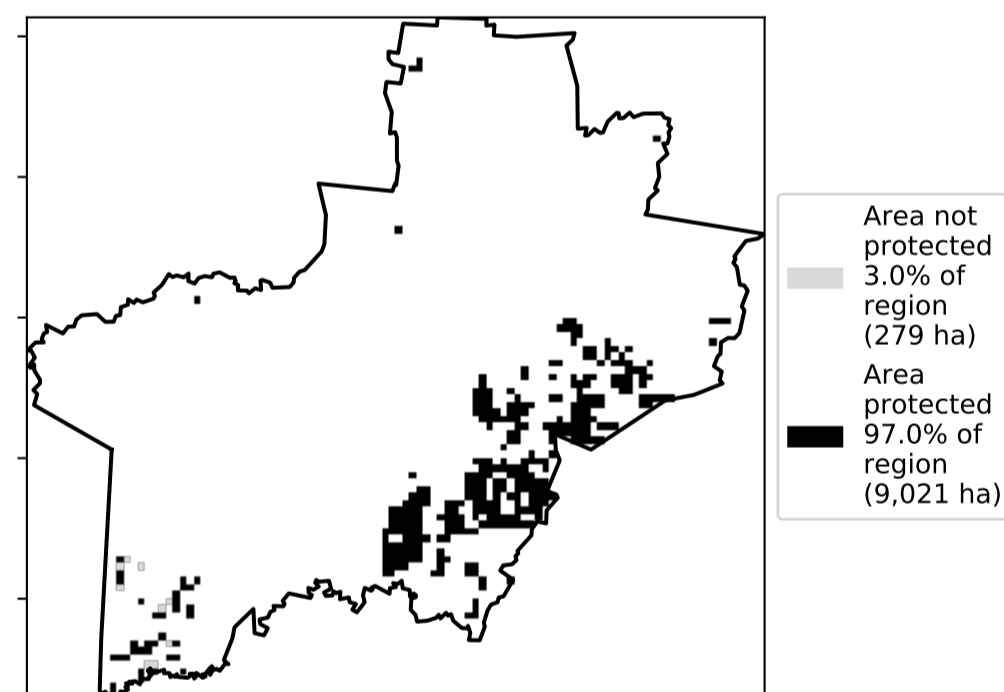 Area not
protected
3.0% of
region
(279 ha)
Area
protected
97.0% of
region
(9,021 ha)